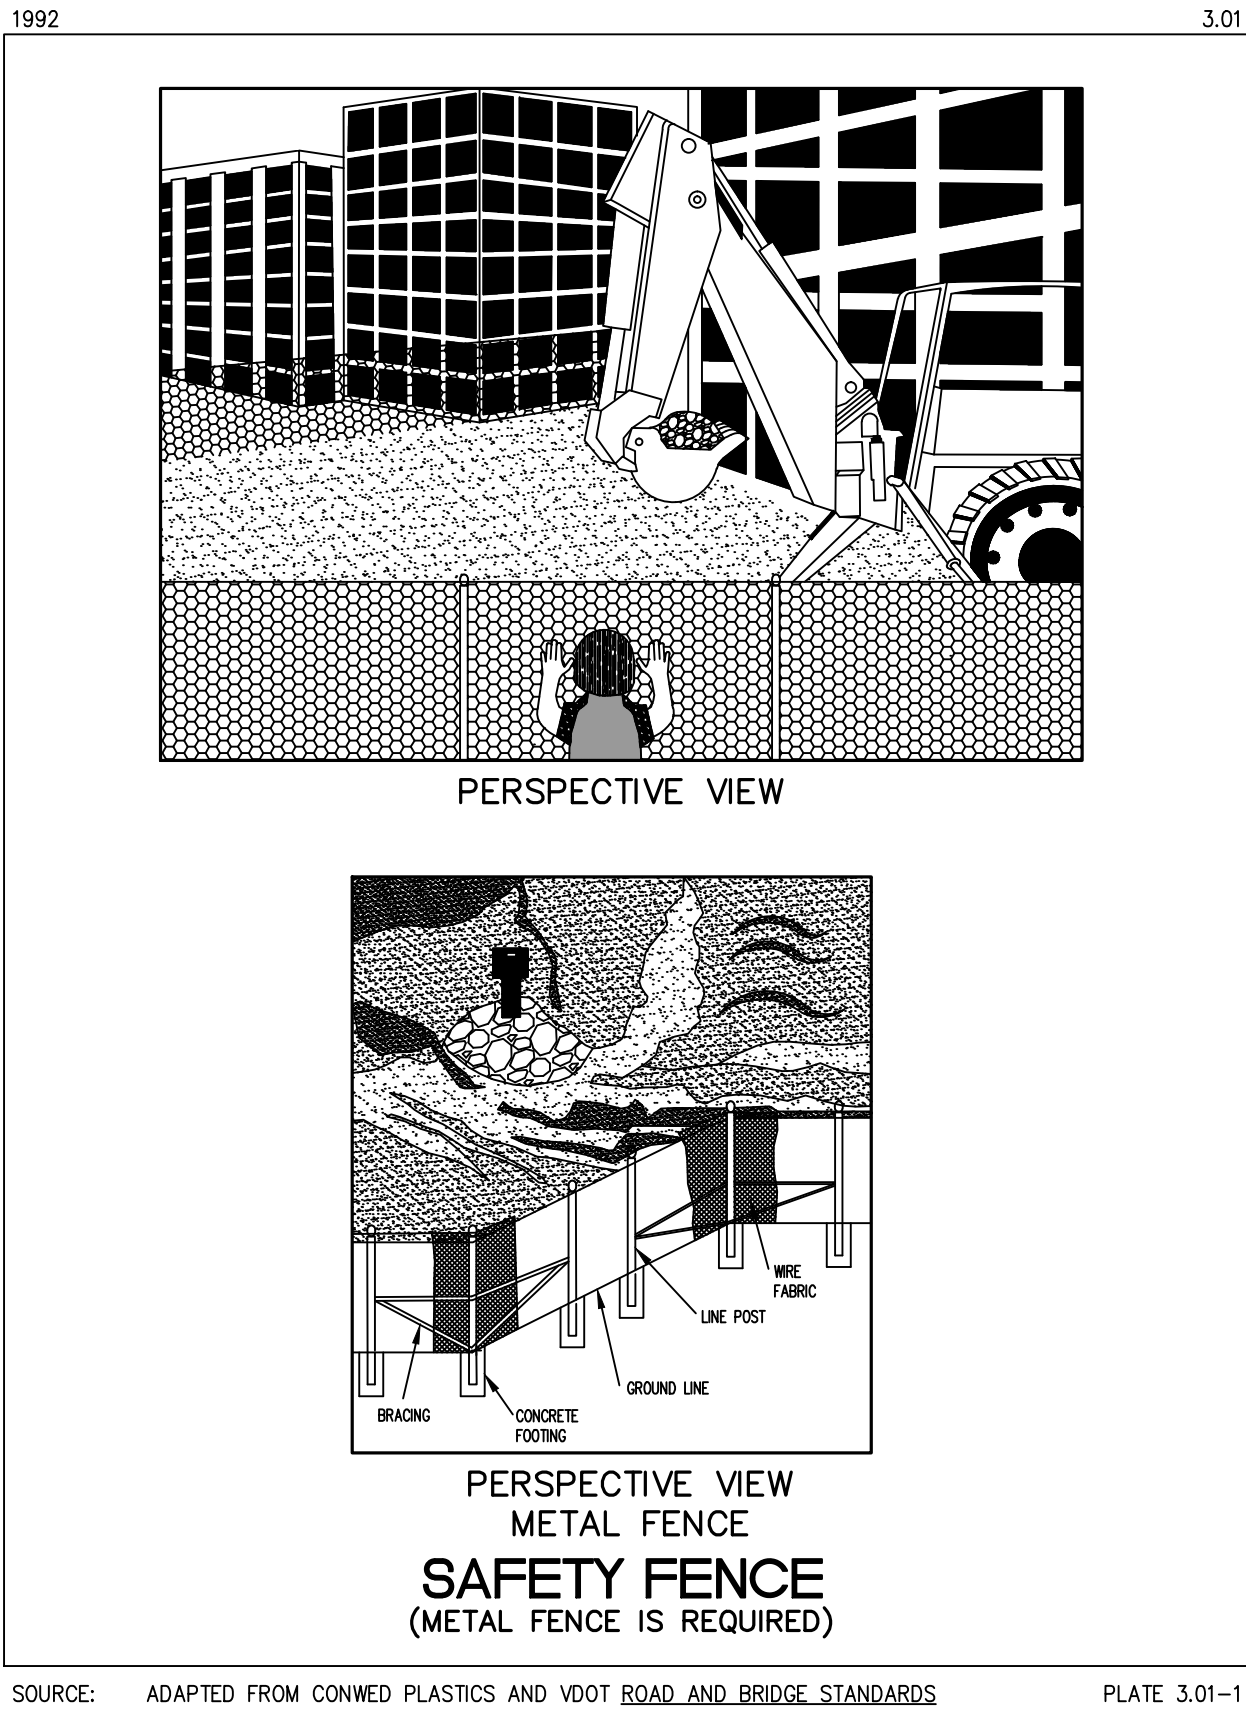 1992 3.01
PERSPECTIVE VIEW
WIRE
FABRIC
LINE POST
GROUND LINE
BRACING
CONCRETE
FOOTING
PERSPECTIVE VIEW
METAL FENCE
SAFETY FENCE
(METAL FENCE IS REQUIRED)
SOURCE: ADAPTED FROM CONWED PLASTICS AND VDOT ROAD AND BRIDGE STANDARDS PLATE 3.01-1